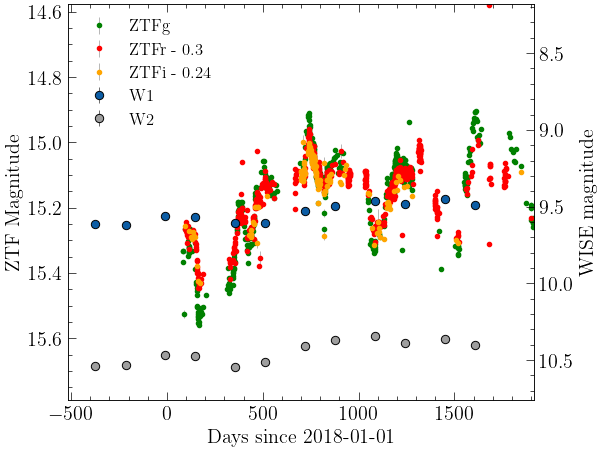 14.6
14.8
15.0
15.2
15.4
15.6
ZTF Magnitude
ZTFg
ZTFr - 0.3
ZTFi - 0.24
W1
W2
8.5
9.0
9.5
10.0
10.5
WISE magnitude
−500 0 500 1000 1500
Days since 2018-01-01